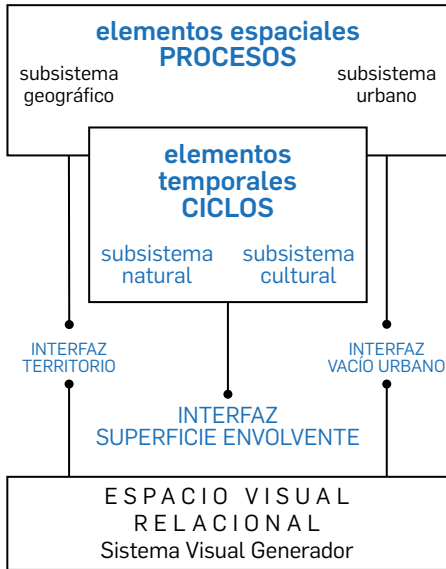 elementos espaciales
PROCESOS
subsistema
geográfico
subsistema
urbano
elementos
temporales
CICLOS
subsistema
natural
subsistema
cultural
INTERFAZ
TERRITORIO
INTERFAZ
VACÍO URBANO
INTERFAZ
SUPERFICIE ENVOLVENTE
ESPACIO VISUAL
RELACIONAL
Sistema Visual Generador